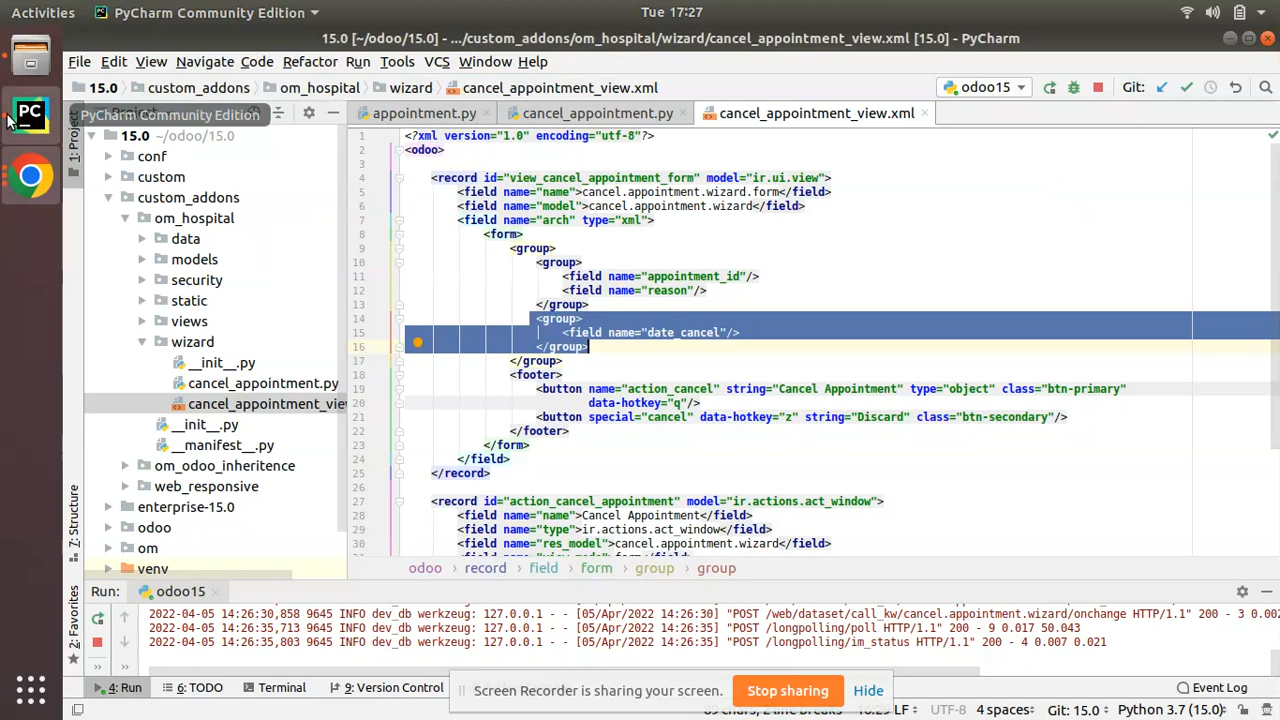 Activities PyCharm Community Edition Tue 17:27
15.0 [~/odoo/15.0] - .../custom_addons/om_hospital/wizard/cancel_appointment_view.xml [15.0] - PyCharm
File Edit View Navigate Code Refactor Run Tools VCS Window Help
15.0 custom_addons om_hospital wizard cancel_appointment_view.xml odoo15 Git:
PyCharm Community Edition
appointment.py cancel_appointment.py cancel_appointment_view.xml
1: Project
15.0 ~/odoo/15.0
conf
custom
custom_addons
om_hospital
data
models
security
static
views
wizard
__init__.py
cancel_appointment.py
cancel_appointment_vie
__init__.py
__manifest__.py
om_odoo_inheritence
web_responsive
enterprise-15.0
odoo
om
venv
7: Structure
2: Favorites
1 <?xml version="1.0" encoding="utf-8"?>
2 <odoo>
3
4 <record id="view_cancel_appointment_form" model="ir.ui.view">
5 <field name="name">cancel.appointment.wizard.form</field>
6 <field name="model">cancel.appointment.wizard</field>
7 <field name="arch" type="xml">
8 <form>
9 <group>
10 <group>
11 <field name="appointment_id"/>
12 <field name="reason"/>
13 </group>
14 <group>
15 <field name="date_cancel"/>
16 </group>
17 </group>
18 <footer>
19 <button name="action_cancel" string="Cancel Appointment" type="object" class="btn-primary"
20 data-hotkey="q"/>
21 <button special="cancel" data-hotkey="z" string="Discard" class="btn-secondary"/>
22 </footer>
23 </form>
24 </field>
25 </record>
26
27 <record id="action_cancel_appointment" model="ir.actions.act_window">
28 <field name="name">Cancel Appointment</field>
29 <field name="type">ir.actions.act_window</field>
30 <field name="res_model">cancel.appointment.wizard</field>
odoo record field form group group
Run: odoo15
2022-04-05 14:26:30,858 9645 INFO dev_db werkzeug: 127.0.0.1 - - [05/Apr/2022 14:26:30] "POST /web/dataset/call_kw/cancel.appointment.wizard/onchange HTTP/1.1" 200 - 3 0.002
2022-04-05 14:26:35,713 9645 INFO dev_db werkzeug: 127.0.0.1 - - [05/Apr/2022 14:26:35] "POST /longpolling/poll HTTP/1.1" 200 - 9 0.017 50.043
2022-04-05 14:26:35,803 9645 INFO dev_db werkzeug: 127.0.0.1 - - [05/Apr/2022 14:26:35] "POST /longpolling/im_status HTTP/1.1" 200 - 4 0.007 0.021
4: Run 6: TODO Terminal 9: Version Control Event Log
Screen Recorder is sharing your screen. Stop sharing Hide
LF UTF-8 4 spaces Git: 15.0 Python 3.7 (15.0)